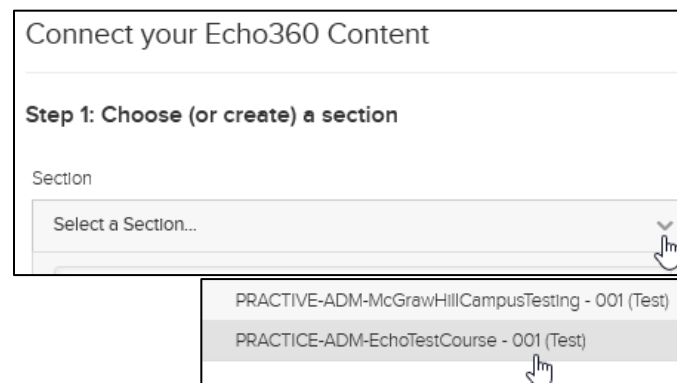 Connect your Echo360 Content
Step 1: Choose (or create) a section
Section
Select a Section...
PRACTIVE-ADM-McGrawHillCampusTesting - 001 (Test)
PRACTICE-ADM-EchoTestCourse - 001 (Test)